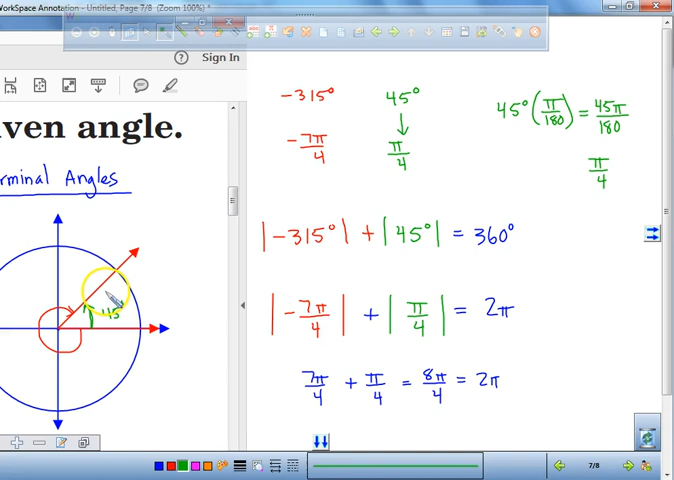 WorkSpace Annotation - Untitled, Page 7/8 (Zoom 200%) *
Sign In
iven angle.
rminal Angles
45°
-315° 45°
-7π/4 ↓ π/4
45° (π/180) = 45π/180
π/4
|-315°| + |45°| = 360°
|-7π/4| + |π/4| = 2π
7π/4 + π/4 = 8π/4 = 2π
7/8